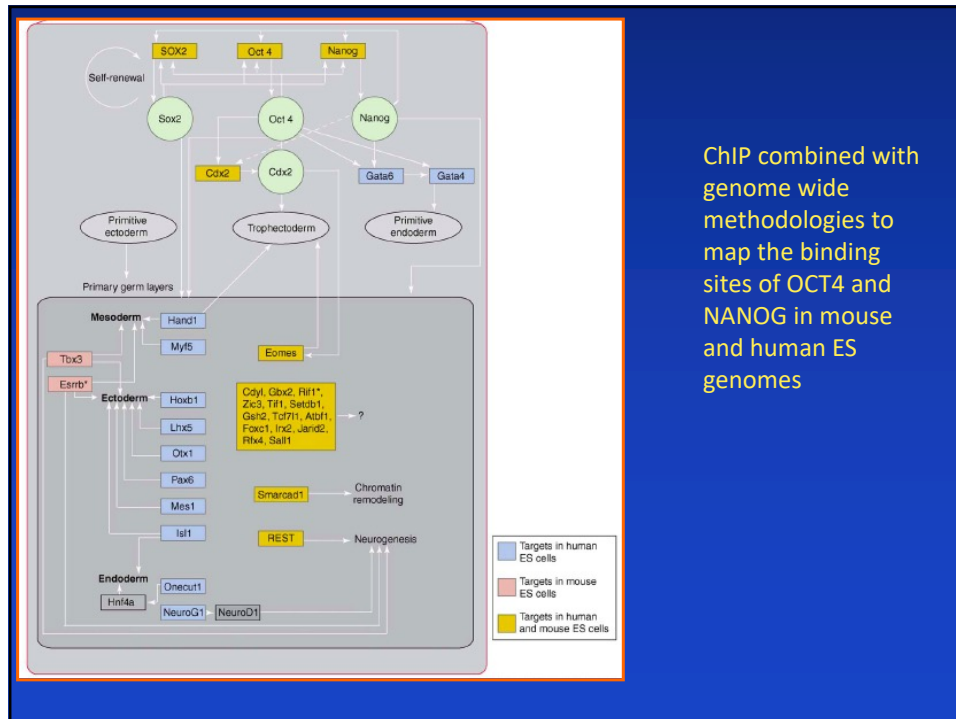 SOX2
Oct 4
Nanog
Self-renewal
Sox2
Oct 4
Nanog
Cdx2
Cdx2
Gata6
Gata4
Primitive
ectoderm
Trophectoderm
Primitive
endoderm
Primary germ layers
Mesoderm
Hand1
Myf5
Tbx3
Esrrb*
Ectoderm
Hoxb1
Lhx5
Otx1
Pax6
Mes1
Isl1
Endoderm
Onecut1
Hnf4a
NeuroG1
NeuroD1
Eomes
Cdyl, Gbx2, Rif1*,
Zic3, Tif1, Setdb1,
Gsh2, Tcf7l1, Atbf1,
Foxc1, Irx2, Jarid2,
Rfx4, Sall1
?
Smarcad1
Chromatin
remodeling
REST
Neurogenesis
Targets in human
ES cells
Targets in mouse
ES cells
Targets in human
and mouse ES cells
ChIP combined with
genome wide
methodologies to
map the binding
sites of OCT4 and
NANOG in mouse
and human ES
genomes